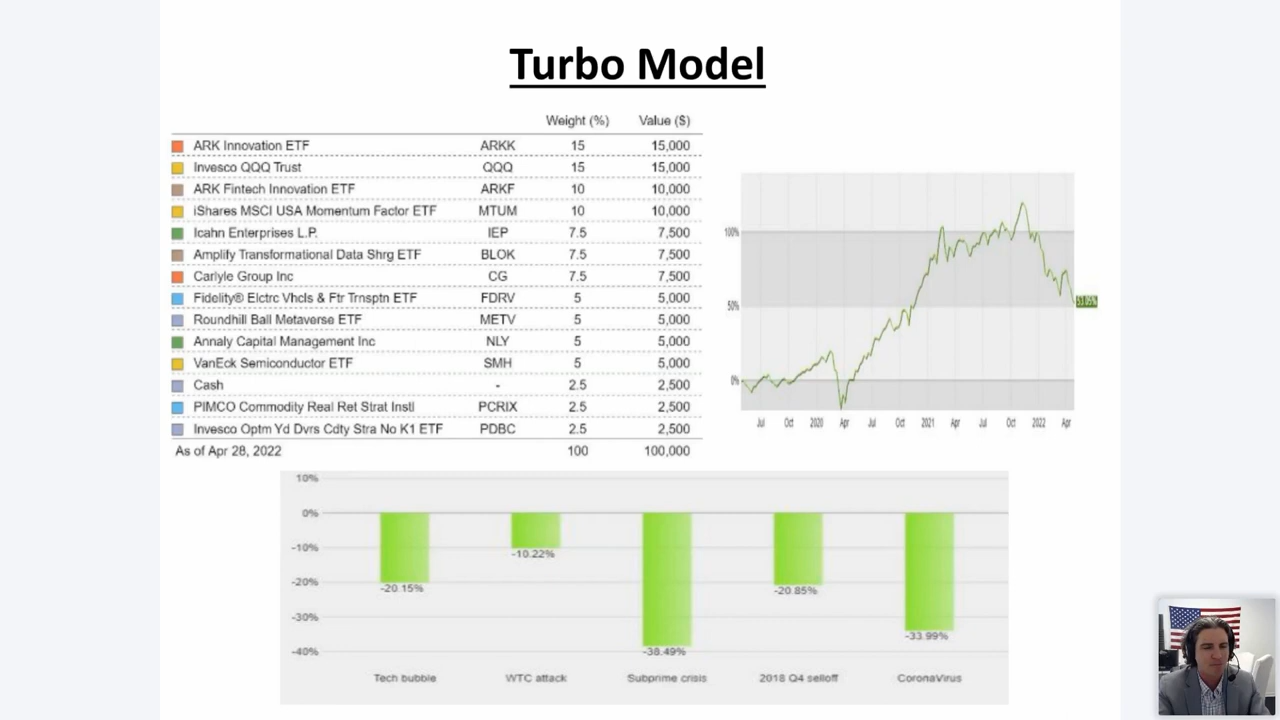 Turbo Model
Weight (%) Value ($)
ARK Innovation ETF ARKK 15 15,000
Invesco QQQ Trust QQQ 15 15,000
ARK Fintech Innovation ETF ARKF 10 10,000
iShares MSCI USA Momentum Factor ETF MTUM 10 10,000
Icahn Enterprises L.P. IEP 7.5 7,500
Amplify Transformational Data Shrg ETF BLOK 7.5 7,500
Carlyle Group Inc CG 7.5 7,500
Fidelity® Elctrc Vhcls & Ftr Trnsptn ETF FDRV 5 5,000
Roundhill Ball Metaverse ETF METV 5 5,000
Annaly Capital Management Inc NLY 5 5,000
VanEck Semiconductor ETF SMH 5 5,000
Cash - 2.5 2,500
PIMCO Commodity Real Ret Strat Instl PCRIX 2.5 2,500
Invesco Optm Yd Dvrs Cdty Stra No K1 ETF PDBC 2.5 2,500
As of Apr 28, 2022 100 100,000
100%
50%
0%
Jul Oct 2020 Apr Jul Oct 2021 Apr Jul Oct 2022 Apr
10%
0%
-10%
-20%
-30%
-40%
-20.15%
-10.22%
-38.49%
-20.85%
-33.99%
Tech bubble WTC attack Subprime crisis 2018 Q4 selloff CoronaVirus